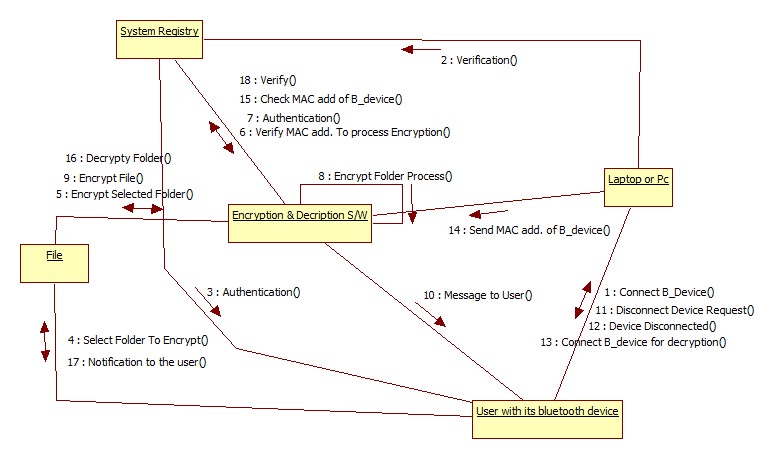 System Registry
2 : Verification()
18 : Verify()
15 : Check MAC add of B_device()
7 : Authentication()
6 : Verify MAC add. To process Encryption()
16 : Decrypty Folder()
9 : Encrypt File()
5 : Encrypt Selected Folder()
8 : Encrypt Folder Process()
Laptop or Pc
Encryption & Decription S/W
14 : Send MAC add. of B_device()
File
3 : Authentication()
10 : Message to User()
1 : Connect B_Device()
11 : Disconnect Device Request()
12 : Device Disconnected()
13 : Connect B_device for decryption()
4 : Select Folder To Encrypt()
17 : Notification to the user()
User with its bluetooth device